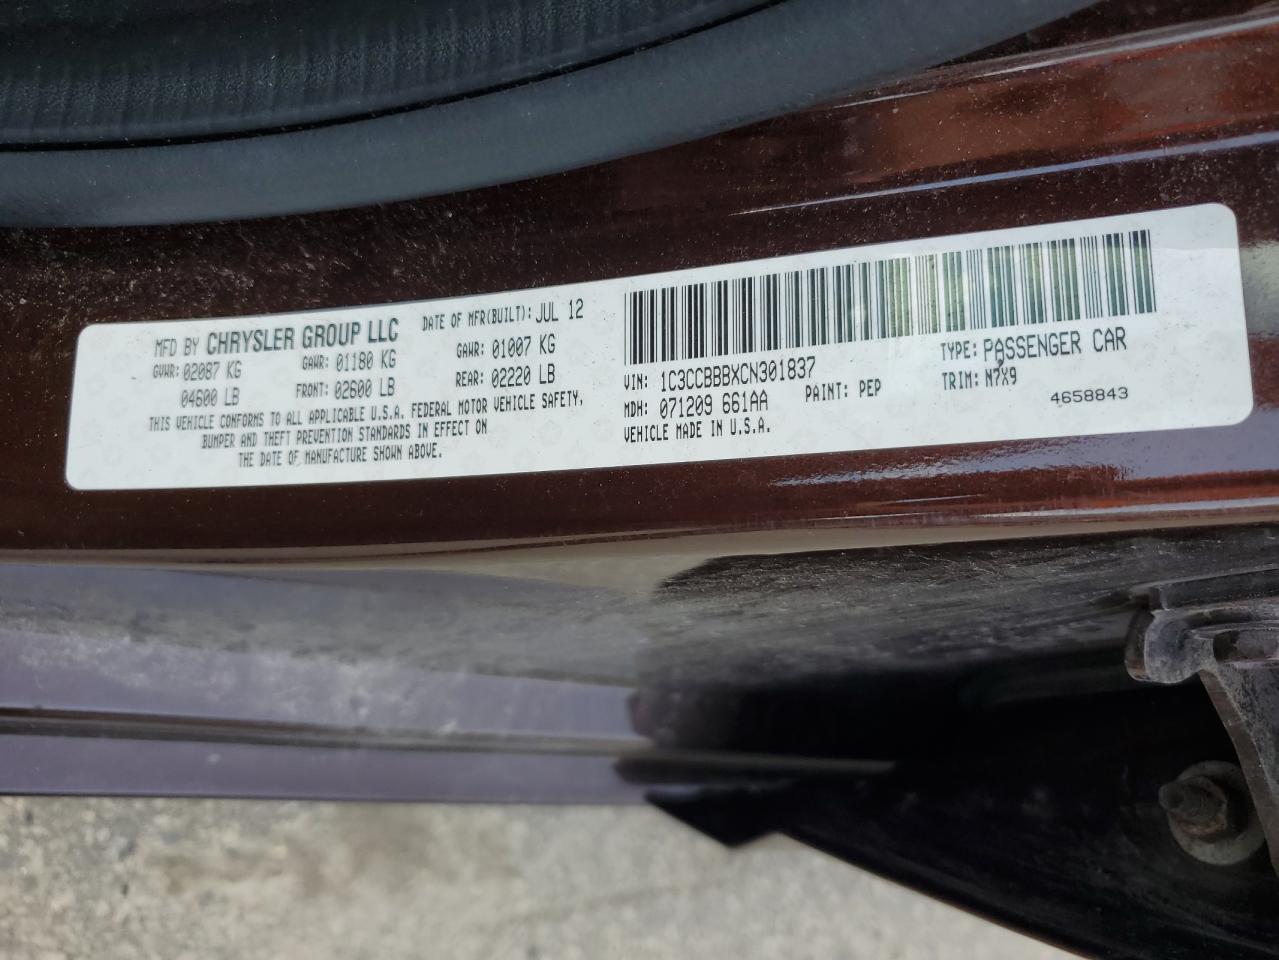 MFD BY CHRYSLER GROUP LLC
DATE OF MFR(BUILT): JUL 12
GVWR: 02087 KG
GAWR: 01180 KG
GAWR: 01007 KG
04600 LB
FRONT: 02600 LB
REAR: 02220 LB
THIS VEHICLE CONFORMS TO ALL APPLICABLE U.S.A. FEDERAL MOTOR VEHICLE SAFETY,
BUMPER AND THEFT PREVENTION STANDARDS IN EFFECT ON
THE DATE OF MANUFACTURE SHOWN ABOVE.
VIN: 1C3CCBBBXCN301837
TYPE: PASSENGER CAR
MDH: 071209 661AA
PAINT: PEP
TRIM: N7X9
VEHICLE MADE IN U.S.A.
4658843